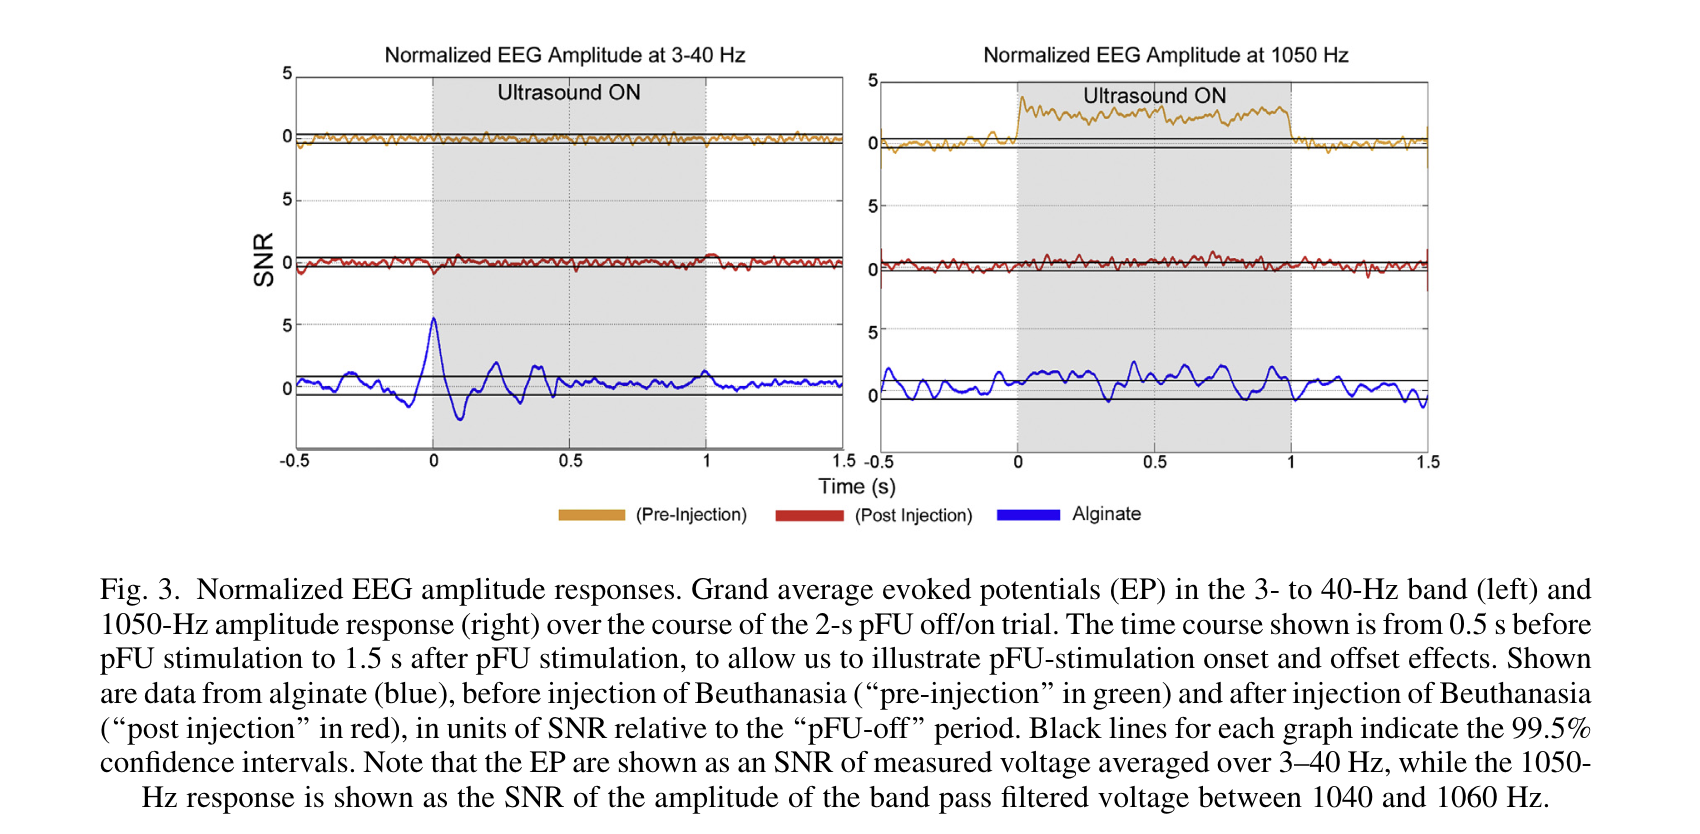 Normalized EEG Amplitude at 3-40 Hz
Normalized EEG Amplitude at 1050 Hz
5
Ultrasound ON
0
5
0
5
0
SNR
-0.5
0
0.5
1
1.5
5
Ultrasound ON
0
5
0
5
0
-0.5
0
0.5
1
1.5
Time (s)
(Pre-Injection)
(Post Injection)
Alginate
Fig. 3. Normalized EEG amplitude responses. Grand average evoked potentials (EP) in the 3- to 40-Hz band (left) and
1050-Hz amplitude response (right) over the course of the 2-s pFU off/on trial. The time course shown is from 0.5 s before
pFU stimulation to 1.5 s after pFU stimulation, to allow us to illustrate pFU-stimulation onset and offset effects. Shown
are data from alginate (blue), before injection of Beuthanasia (“pre-injection” in green) and after injection of Beuthanasia
(“post injection” in red), in units of SNR relative to the “pFU-off” period. Black lines for each graph indicate the 99.5%
confidence intervals. Note that the EP are shown as an SNR of measured voltage averaged over 3–40 Hz, while the 1050-
Hz response is shown as the SNR of the amplitude of the band pass filtered voltage between 1040 and 1060 Hz.